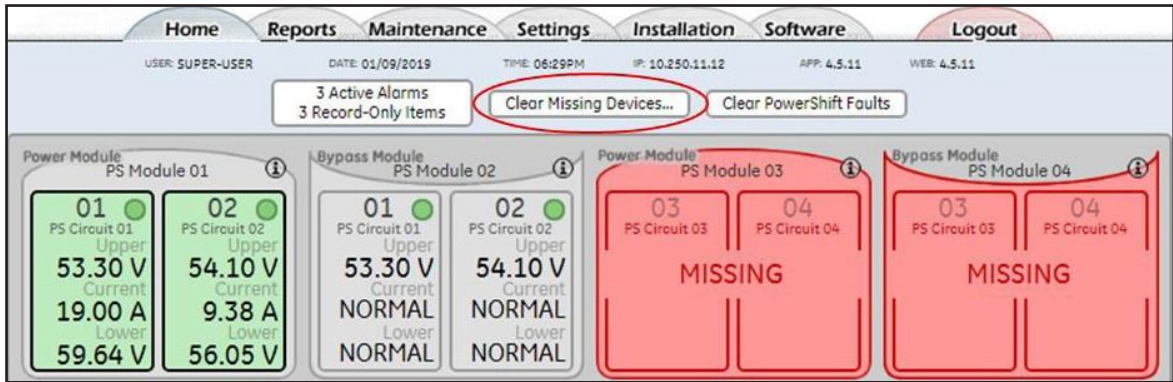 Home Reports Maintenance Settings Installation Software Logout
USER: SUPER-USER DATE: 01/09/2019 TIME: 06:29PM IP: 10.250.11.12 APP: 4.5.11 WEB: 4.5.11
3 Active Alarms
3 Record-Only Items
Clear Missing Devices...
Clear PowerShift Faults
Power Module
PS Module 01
01
PS Circuit 01
Upper
53.30 V
Current
19.00 A
Lower
59.64 V
02
PS Circuit 02
Upper
54.10 V
Current
9.38 A
Lower
56.05 V
Bypass Module
PS Module 02
01
PS Circuit 01
Upper
53.30 V
Current
NORMAL
Lower
NORMAL
02
PS Circuit 02
Upper
54.10 V
Current
NORMAL
Lower
NORMAL
Power Module
PS Module 03
03
PS Circuit 03
04
PS Circuit 04
MISSING
Bypass Module
PS Module 04
03
PS Circuit 03
04
PS Circuit 04
MISSING